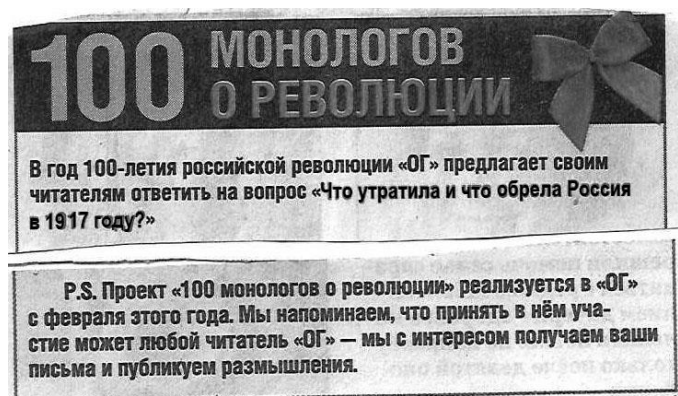 100 МОНОЛОГОВ
О РЕВОЛЮЦИИ
В год 100-летия российской революции «ОГ» предлагает своим
читателям ответить на вопрос «Что утратила и что обрела Россия
в 1917 году?»
P.S. Проект «100 монологов о революции» реализуется в «ОГ»
с февраля этого года. Мы напоминаем, что принять в нём уча-
стие может любой читатель «ОГ» — мы с интересом получаем ваши
письма и публикуем размышления.